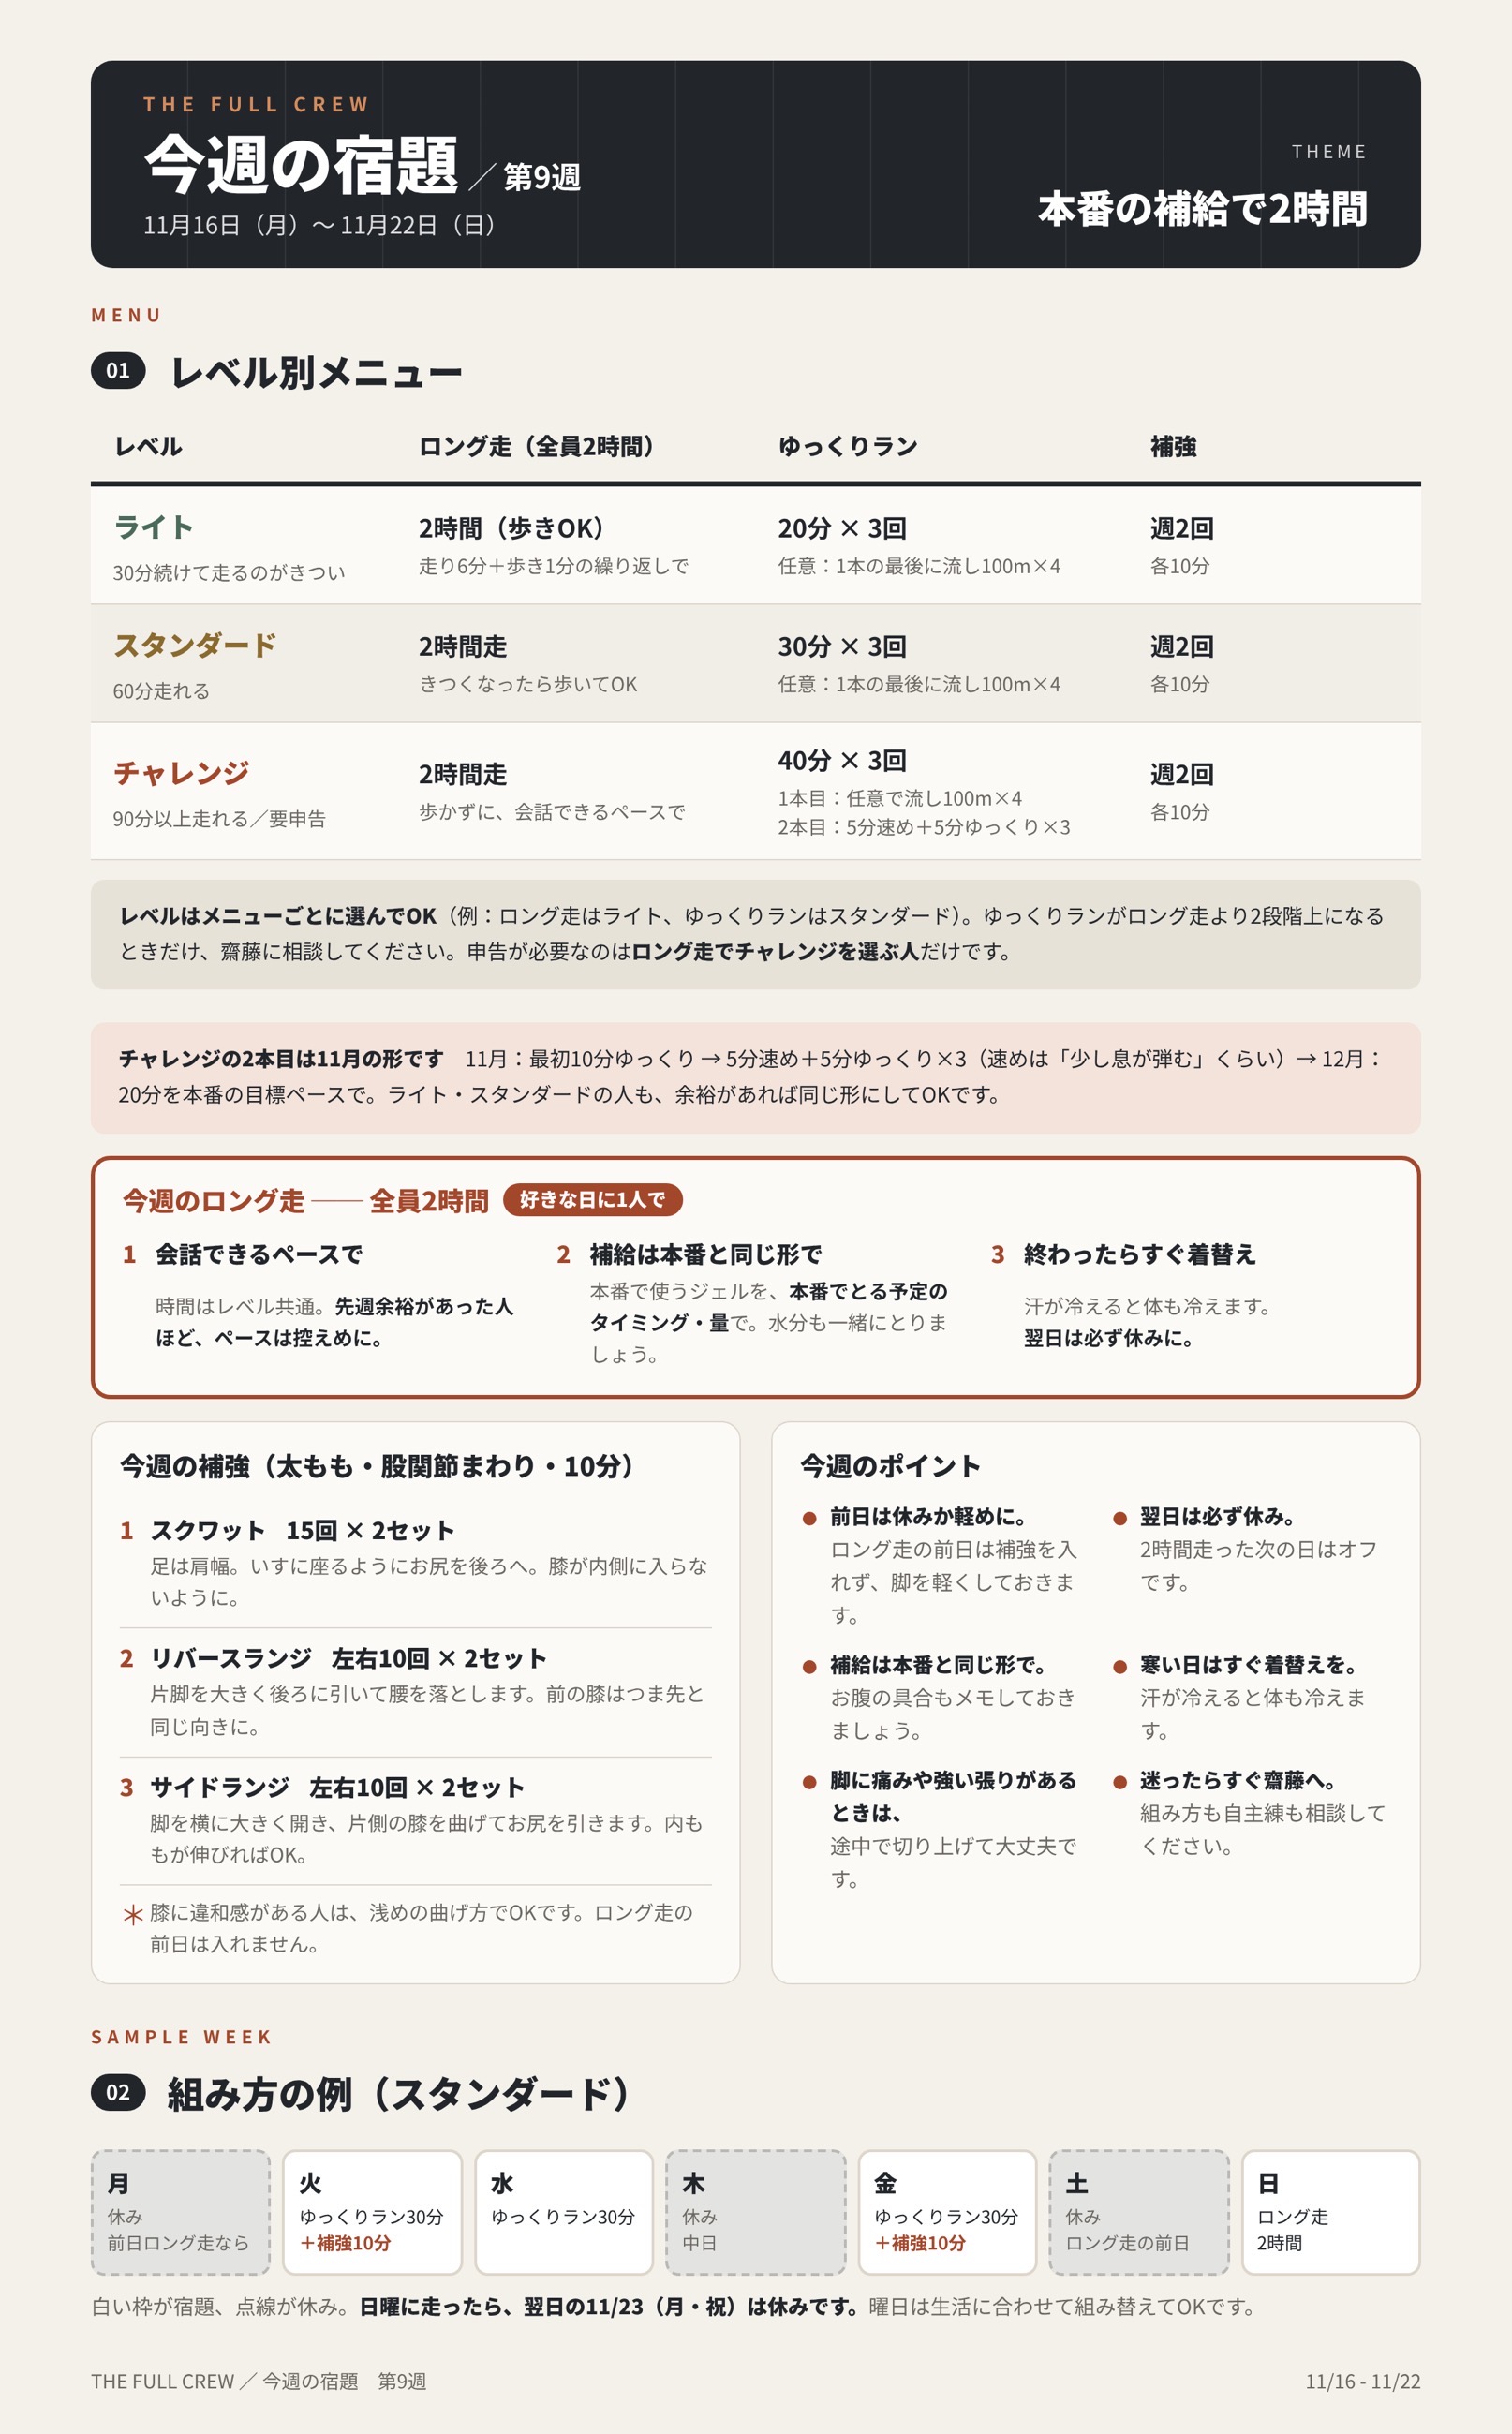 THE FULL CREW
今週の宿題 ／ 第9週
11月16日（月）〜 11月22日（日）
THEME
本番の補給で2時間
MENU
01 レベル別メニュー
レベル ロング走（全員2時間） ゆっくりラン 補強
ライト 2時間（歩きOK） 20分 × 3回 週2回
30分続けて走るのがきつい 走り6分＋歩き1分の繰り返しで 任意：1本の最後に流し100m×4 各10分
スタンダード 2時間走 30分 × 3回 週2回
60分走れる きつくなったら歩いてOK 任意：1本の最後に流し100m×4 各10分
チャレンジ 2時間走 40分 × 3回 週2回
90分以上走れる／要申告 歩かずに、会話できるペースで 1本目：任意で流し100m×4 各10分
2本目：5分速め＋5分ゆっくり×3
レベルはメニューごとに選んでOK（例：ロング走はライト、ゆっくりランはスタンダード）。ゆっくりランがロング走より2段階上になる
ときだけ、齋藤に相談してください。申告が必要なのはロング走でチャレンジを選ぶ人だけです。
チャレンジの2本目は11月の形です 11月：最初10分ゆっくり → 5分速め＋5分ゆっくり×3（速めは「少し息が弾む」くらい）→ 12月：
20分を本番の目標ペースで。ライト・スタンダードの人も、余裕があれば同じ形にしてOKです。
今週のロング走 ── 全員2時間 好きな日に1人で
1 会話できるペースで
時間はレベル共通。先週余裕があった人
ほど、ペースは控えめに。
2 補給は本番と同じ形で
本番で使うジェルを、本番でとる予定の
タイミング・量で。水分も一緒にとりま
しょう。
3 終わったらすぐ着替え
汗が冷えると体も冷えます。
翌日は必ず休みに。
今週の補強（太もも・股関節まわり・10分）
1 スクワット 15回 × 2セット
足は肩幅。いすに座るようにお尻を後ろへ。膝が内側に入らな
いように。
2 リバースランジ 左右10回 × 2セット
片脚を大きく後ろに引いて腰を落とします。前の膝はつま先と
同じ向きに。
3 サイドランジ 左右10回 × 2セット
脚を横に大きく開き、片側の膝を曲げてお尻を引きます。内も
もが伸びればOK。
＊ 膝に違和感がある人は、浅めの曲げ方でOKです。ロング走の
前日は入れません。
今週のポイント
● 前日は休みか軽めに。
ロング走の前日は補強を入
れず、脚を軽くしておきま
す。
● 翌日は必ず休み。
2時間走った次の日はオフ
です。
● 補給は本番と同じ形で。
お腹の具合もメモしておき
ましょう。
● 寒い日はすぐ着替えを。
汗が冷えると体も冷えま
す。
● 脚に痛みや強い張りがある
ときは、
途中で切り上げて大丈夫で
す。
● 迷ったらすぐ齋藤へ。
組み方も自主練も相談して
ください。
SAMPLE WEEK
02 組み方の例（スタンダード）
月
休み
前日ロング走なら
火
ゆっくりラン30分
＋補強10分
水
ゆっくりラン30分
木
休み
中日
金
ゆっくりラン30分
＋補強10分
土
休み
ロング走の前日
日
ロング走
2時間
白い枠が宿題、点線が休み。日曜に走ったら、翌日の11/23（月・祝）は休みです。曜日は生活に合わせて組み替えてOKです。
THE FULL CREW ／ 今週の宿題 第9週
11/16 - 11/22